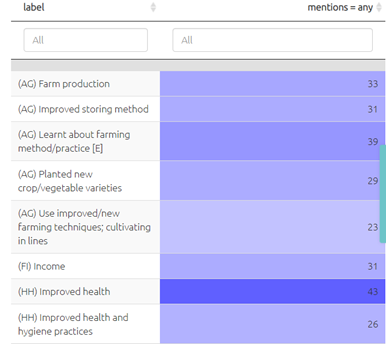 label
mentions = any
All
All
(AG) Farm production
33
(AG) Improved storing method
31
(AG) Learnt about farming
method/practice [E]
39
(AG) Planted new
crop/vegetable varieties
29
(AG) Use improved/new
farming techniques; cultivating
in lines
23
(FI) Income
31
(HH) Improved health
43
(HH) Improved health and
hygiene practices
26